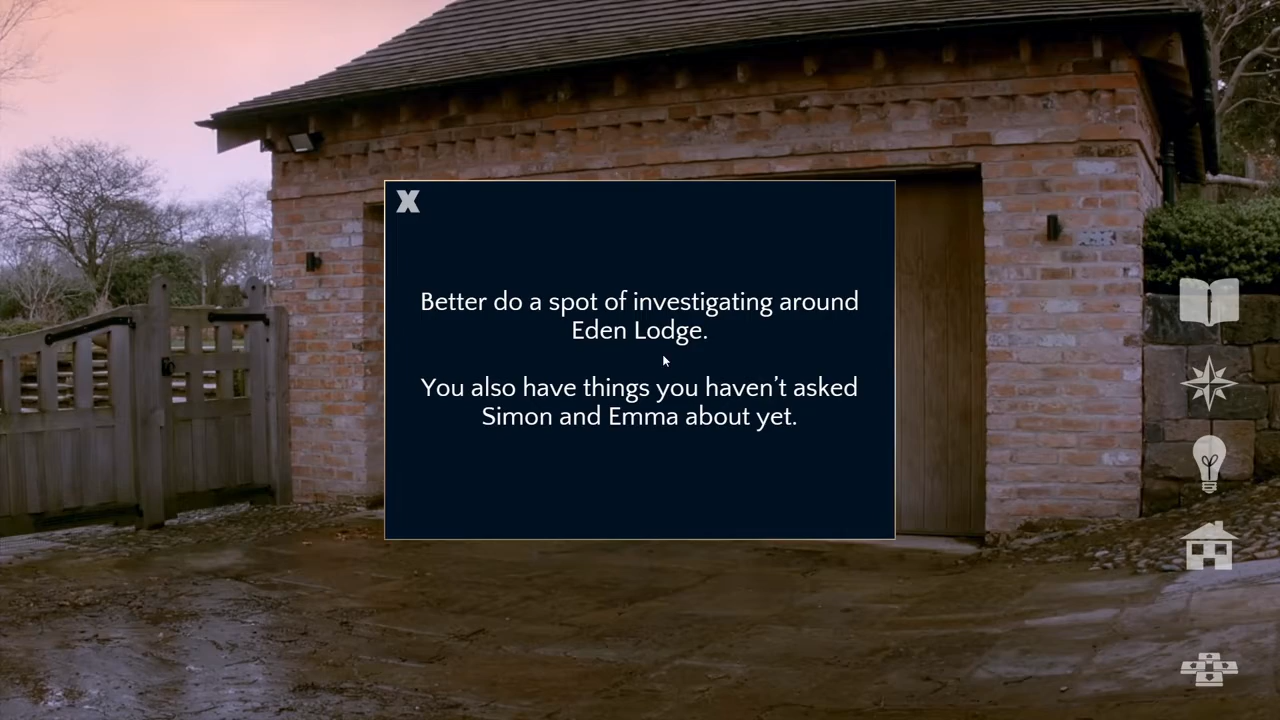 Better do a spot of investigating around
Eden Lodge.
You also have things you haven't asked
Simon and Emma about yet.